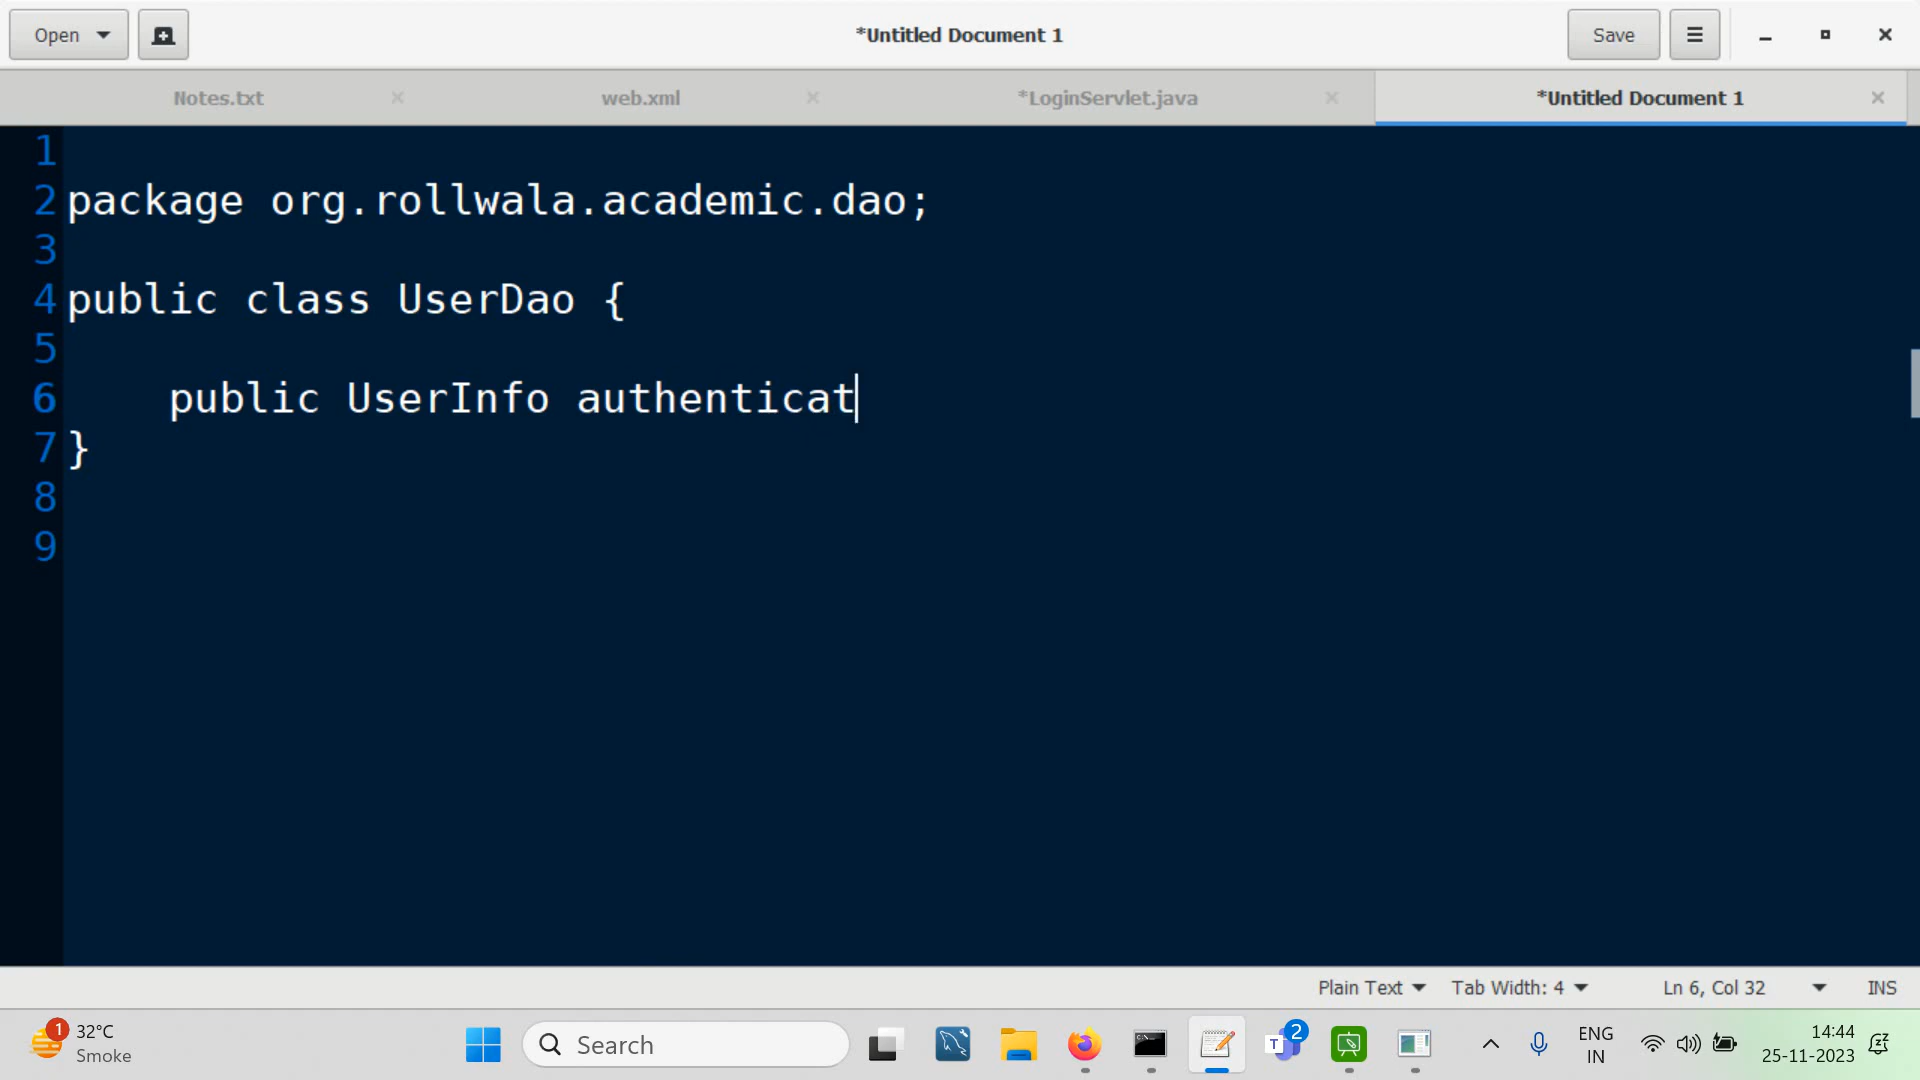 Open
*Untitled Document 1
Save
Notes.txt
web.xml
*LoginServlet.java
*Untitled Document 1
1
2 package org.rollwala.academic.dao;
3
4 public class UserDao {
5
6 public UserInfo authenticat
7 }
8
9
Plain Text
Tab Width: 4
Ln 6, Col 32
INS
1
32°C
Smoke
Search
T
2
ENG
IN
14:44
25-11-2023